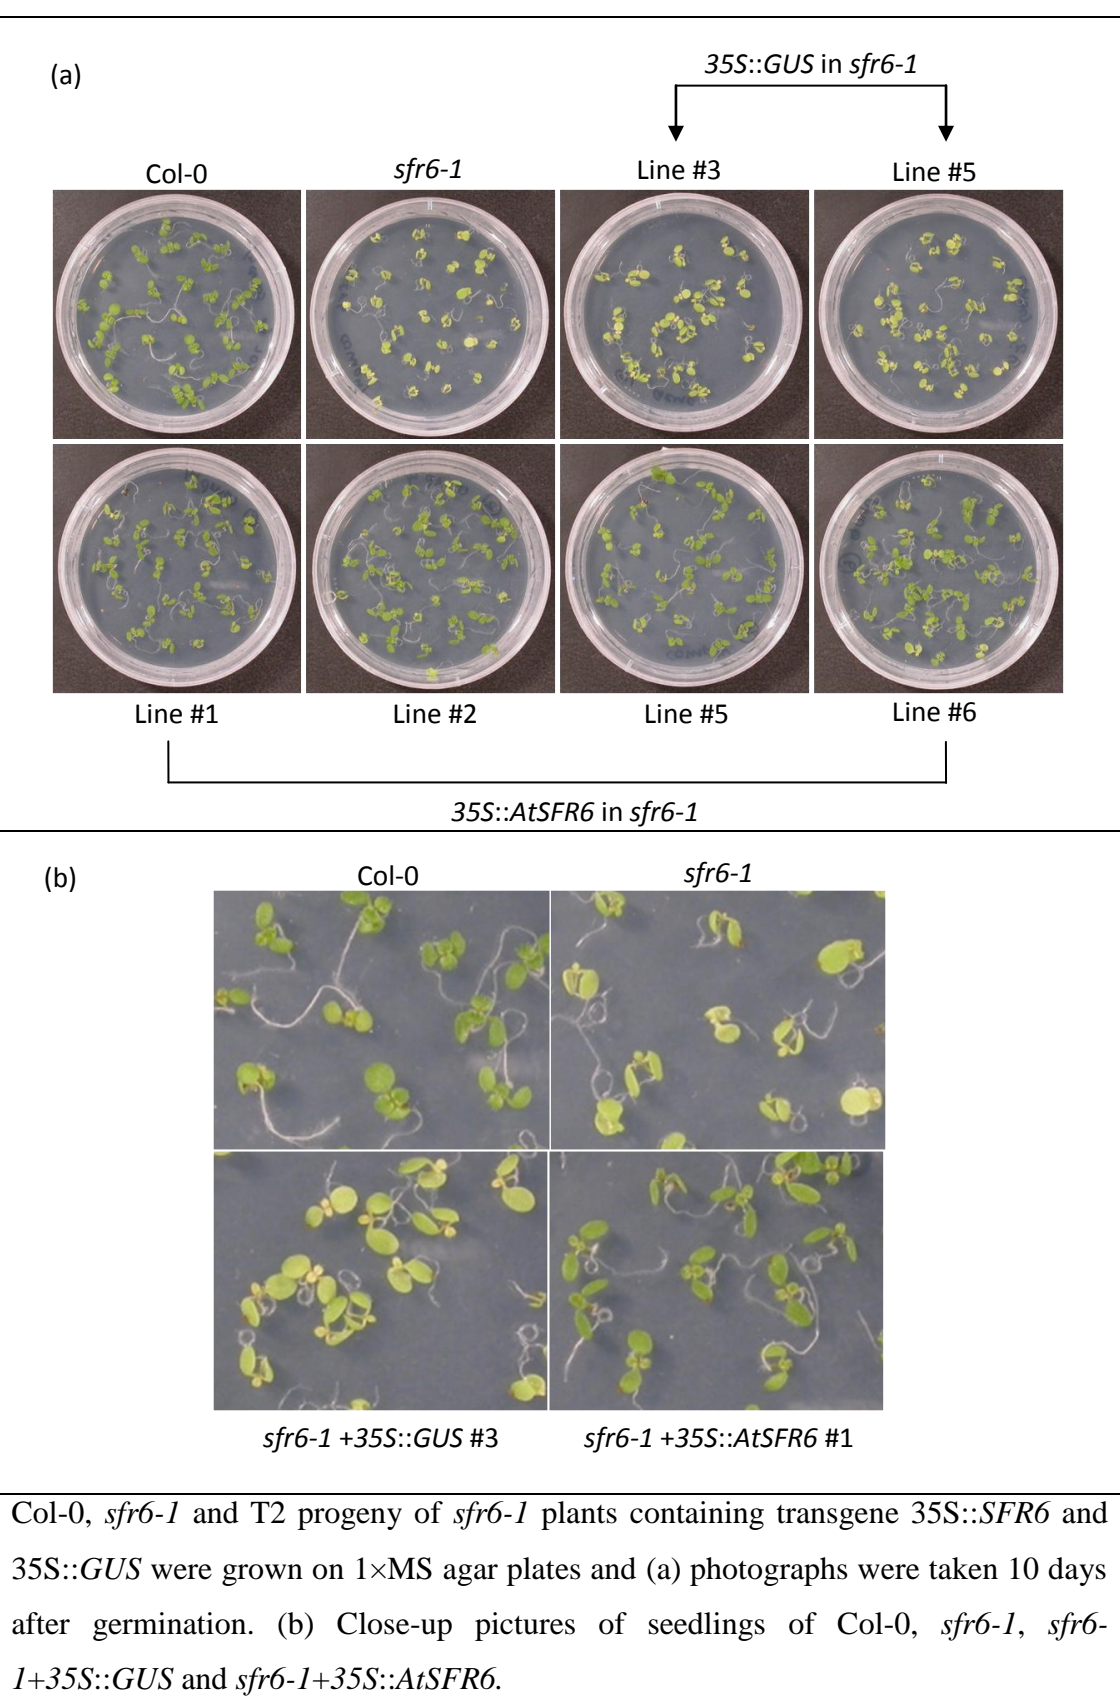 (a)
35S::GUS in sfr6-1
Col-0
sfr6-1
Line #3
Line #5
Line #1
Line #2
Line #5
Line #6
35S::AtSFR6 in sfr6-1
(b)
Col-0
sfr6-1
sfr6-1 +35S::GUS #3
sfr6-1 +35S::AtSFR6 #1
Col-0, sfr6-1 and T2 progeny of sfr6-1 plants containing transgene 35S::SFR6 and
35S::GUS were grown on 1×MS agar plates and (a) photographs were taken 10 days
after germination. (b) Close-up pictures of seedlings of Col-0, sfr6-1, sfr6-
1+35S::GUS and sfr6-1+35S::AtSFR6.